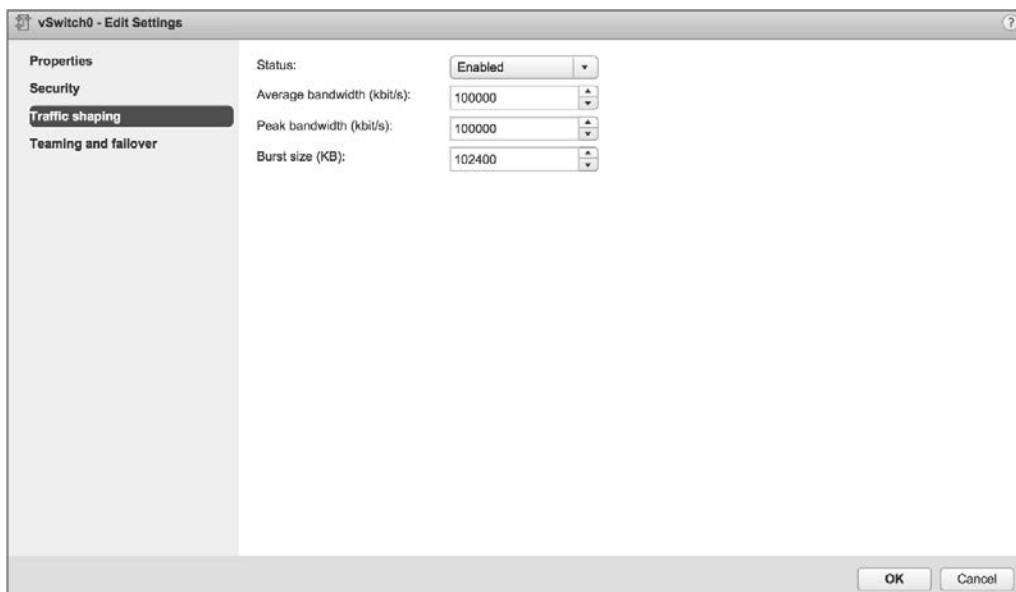 vSwitch0 - Edit Settings
?
Properties
Security
Traffic shaping
Teaming and failover
Status:
Enabled
Average bandwidth (kbit/s):
100000
Peak bandwidth (kbit/s):
100000
Burst size (KB):
102400
OK
Cancel